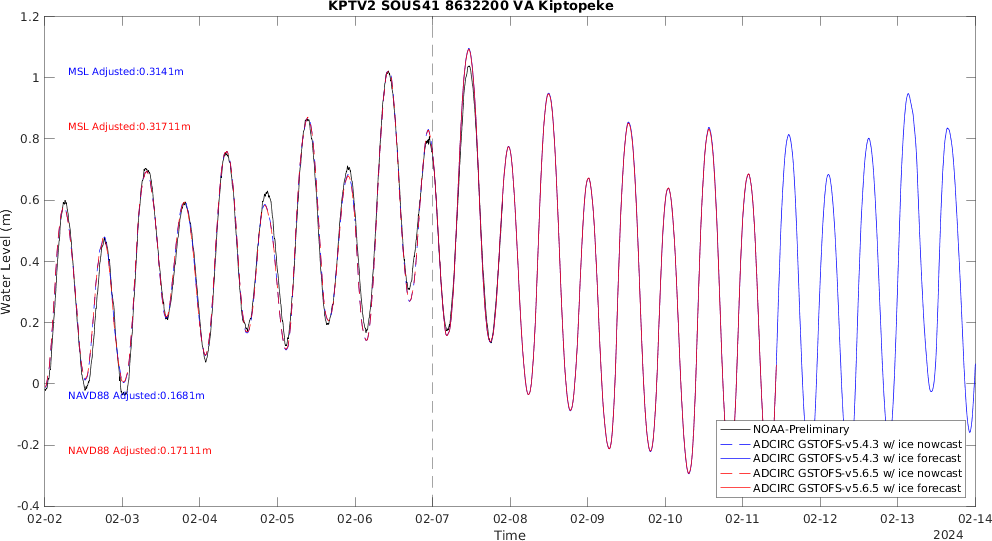 KPTV2 SOUS41 8632200 VA Kiptopeke
Water Level (m)
1.2
1
0.8
0.6
0.4
0.2
0
-0.2
-0.4
MSL Adjusted:0.3141m
MSL Adjusted:0.31711m
NAVD88 Adjusted:0.1681m
NAVD88 Adjusted:0.17111m
NOAA-Preliminary
ADCIRC GSTOFS-v5.4.3 w/ ice nowcast
ADCIRC GSTOFS-v5.4.3 w/ ice forecast
ADCIRC GSTOFS-v5.6.5 w/ ice nowcast
ADCIRC GSTOFS-v5.6.5 w/ ice forecast
02-02 02-03 02-04 02-05 02-06 02-07 02-08 02-09 02-10 02-11 02-12 02-13 02-14
Time
2024